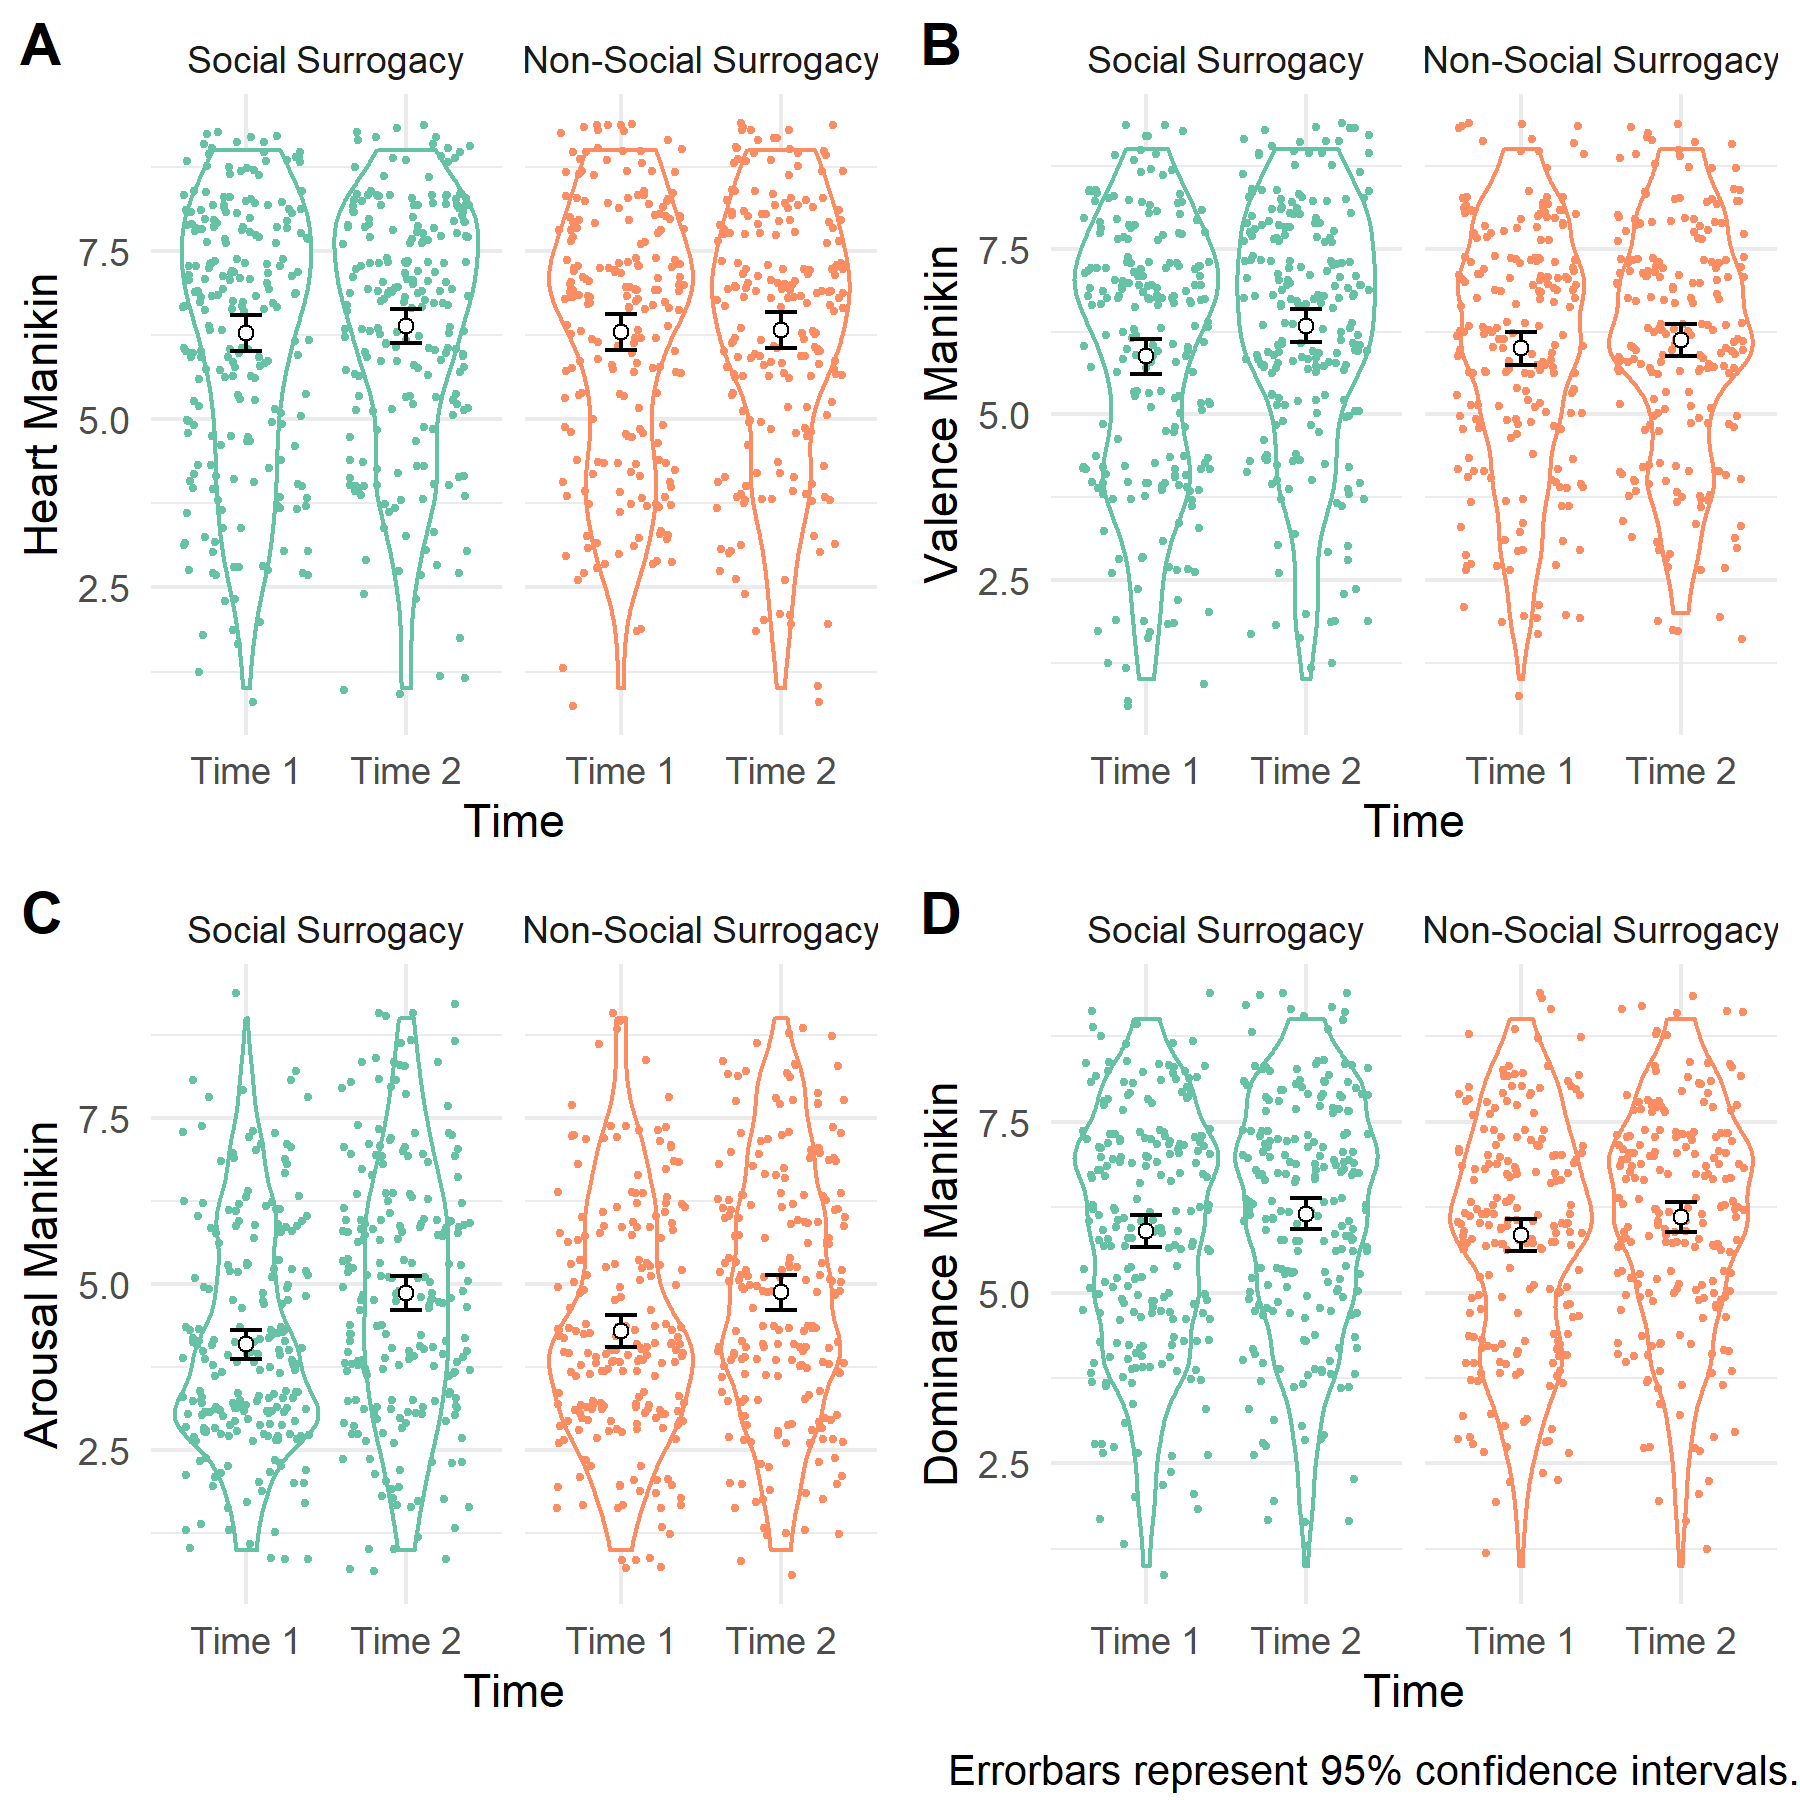 A
Social Surrogacy
Non-Social Surrogacy
Heart Manikin
7.5
5.0
2.5
Time 1
Time 2
Time 1
Time 2
Time
B
Social Surrogacy
Non-Social Surrogacy
Valence Manikin
7.5
5.0
2.5
Time 1
Time 2
Time 1
Time 2
Time
C
Social Surrogacy
Non-Social Surrogacy
Arousal Manikin
7.5
5.0
2.5
Time 1
Time 2
Time 1
Time 2
Time
D
Social Surrogacy
Non-Social Surrogacy
Dominance Manikin
7.5
5.0
2.5
Time 1
Time 2
Time 1
Time 2
Time
Errorbars represent 95% confidence intervals.